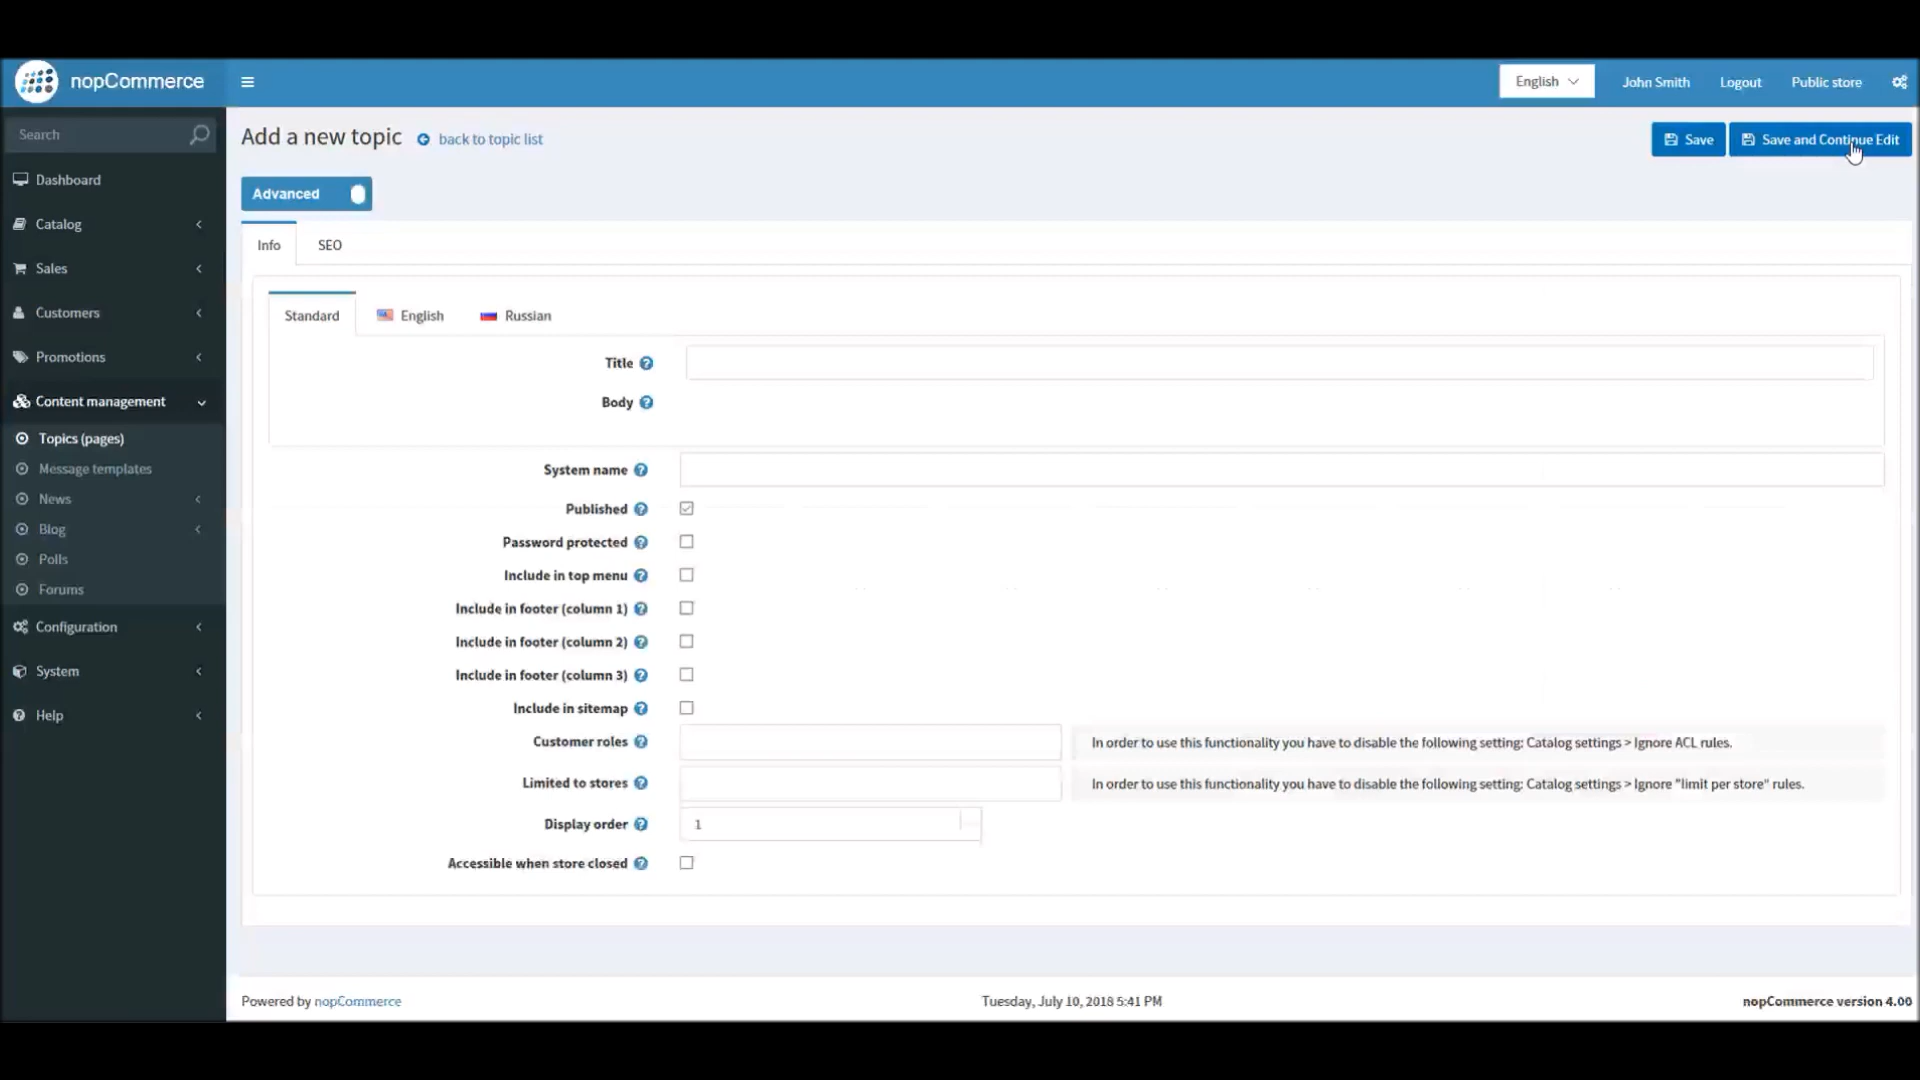 nopCommerce
English
John Smith
Logout
Public store
Search
Add a new topic
back to topic list
Save
Save and Continue Edit
Dashboard
Advanced
Catalog
Info
SEO
Sales
Customers
Standard
English
Russian
Promotions
Title
Content management
Body
Topics (pages)
Message templates
System name
News
Published
Blog
Password protected
Polls
Include in top menu
Forums
Include in footer (column 1)
Configuration
Include in footer (column 2)
System
Include in footer (column 3)
Help
Include in sitemap
Customer roles
In order to use this functionality you have to disable the following setting: Catalog settings > Ignore ACL rules.
Limited to stores
In order to use this functionality you have to disable the following setting: Catalog settings > Ignore "limit per store" rules.
Display order
1
Accessible when store closed
Powered by nopCommerce
Tuesday, July 10, 2018 5:41 PM
nopCommerce version 4.00